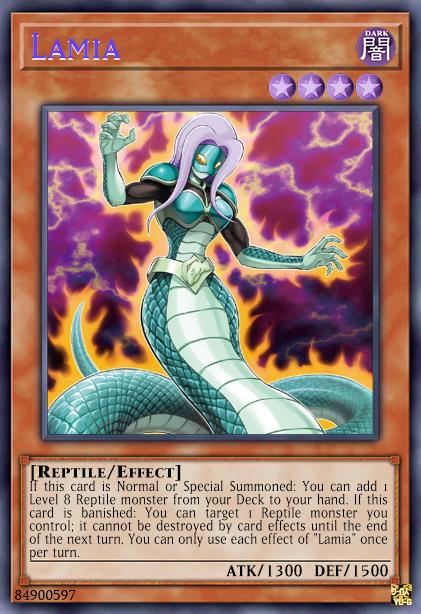 Lamia
DARK
闇
[Reptile/Effect]
If this card is Normal or Special Summoned: You can add 1
Level 8 Reptile monster from your Deck to your hand. If this
card is banished: You can target 1 Reptile monster you
control; it cannot be destroyed by card effects until the end
of the next turn. You can only use each effect of "Lamia" once
per turn.
ATK/1300 DEF/1500
84900597